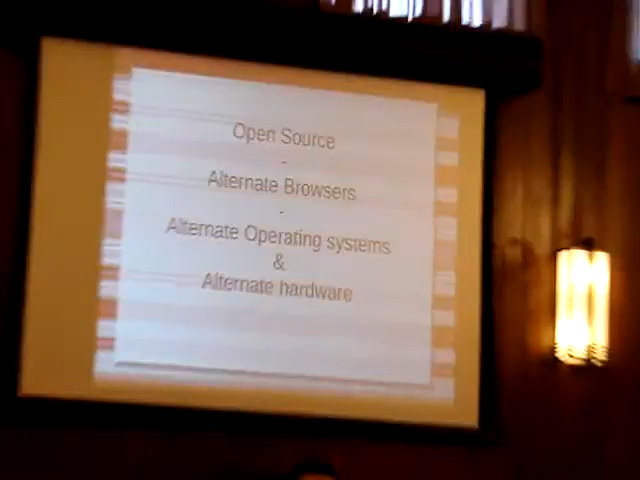 Open Source
-
Alternate Browsers
-
Alternate Operating systems
&
Alternate hardware